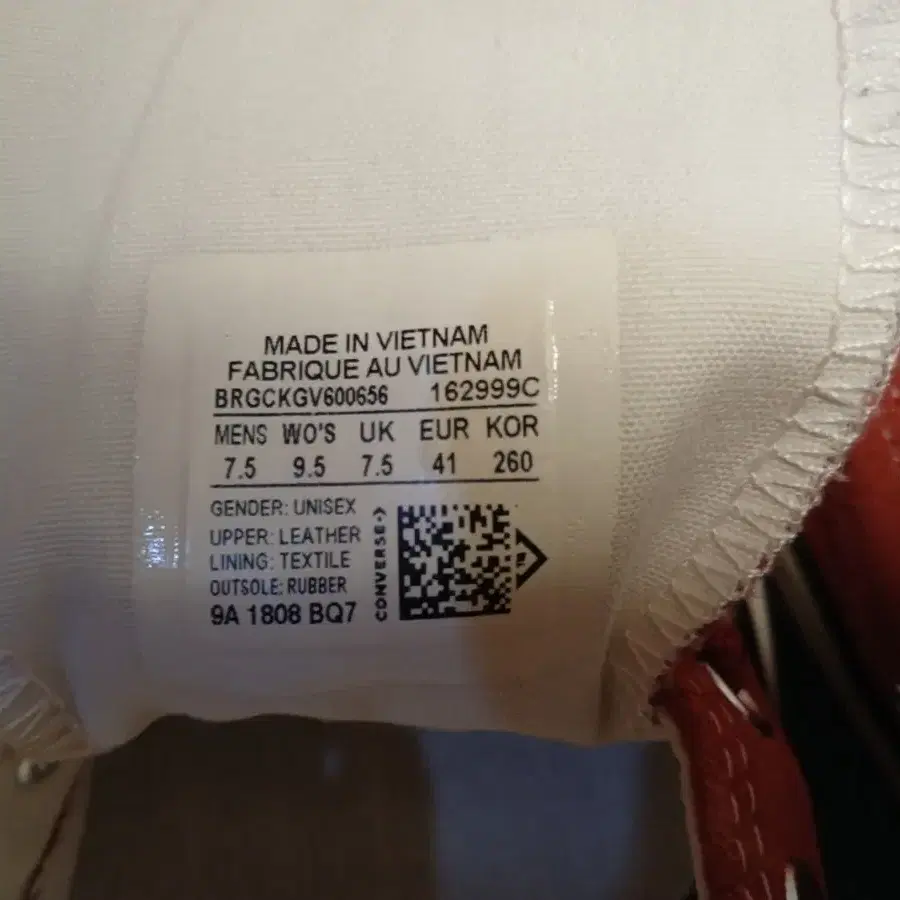 MADE IN VIETNAM
FABRIQUE AU VIETNAM
BRGCKGV600656 162999C
MENS WO'S UK EUR KOR
7.5 9.5 7.5 41 260
GENDER: UNISEX
UPPER: LEATHER
LINING: TEXTILE
OUTSOLE: RUBBER
9A 1808 BQ7
CONVERSE